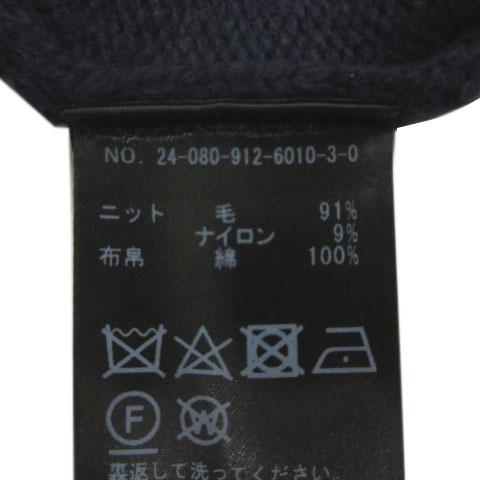 NO. 24-080-912-6010-3-0
ニット 毛 91%
ナイロン 9%
布帛 綿 100%
F W
裏返して洗ってください。